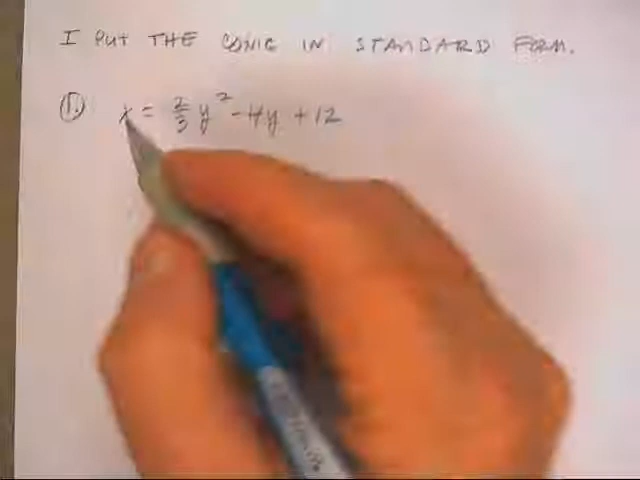 I PUT THE CONIC IN STANDARD FORM.
①. x = 2/3 y² - 4y + 12